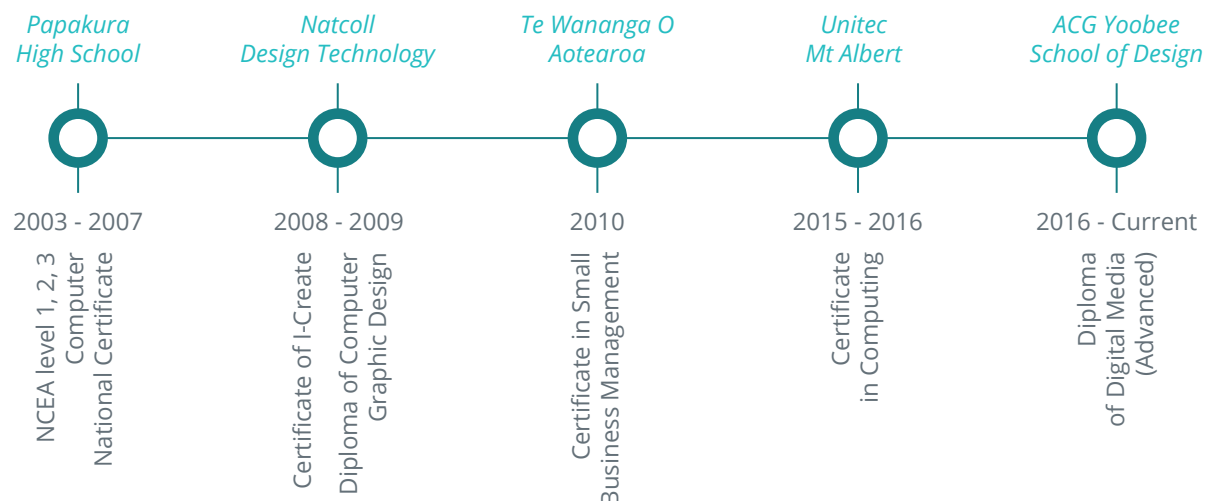 Papakura
High School
Natcoll
Design Technology
Te Wananga O
Aotearoa
Unitec
Mt Albert
ACG Yoobee
School of Design
2003 - 2007
2008 - 2009
2010
2015 - 2016
2016 - Current
NCEA level 1, 2, 3
Computer
National Certificate
Certificate of I-Create
Diploma of Computer
Graphic Design
Certificate in Small
Business Management
Certificate
in Computing
Diploma
of Digital Media
(Advanced)